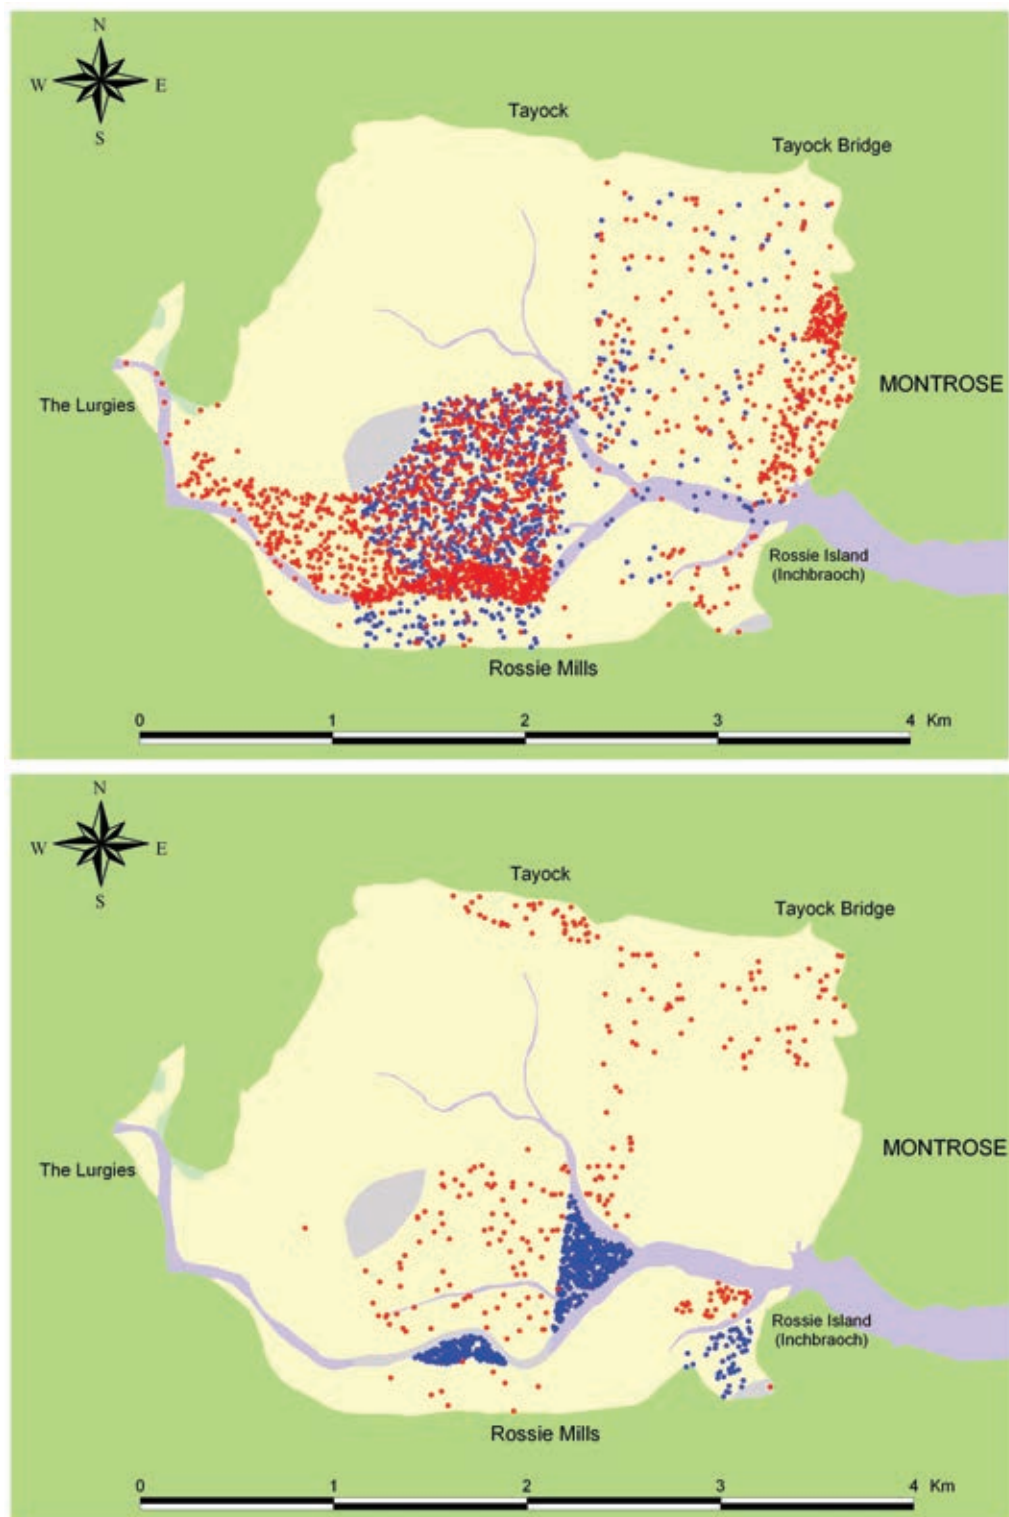 N
W E
S
Tayock
Tayock Bridge
MONTROSE
The Lurgies
Rossie Island
(Inchbraoch)
Rossie Mills
0 1 2 3 4 Km
N
W E
S
Tayock
Tayock Bridge
MONTROSE
The Lurgies
Rossie Island
(Inchbraoch)
Rossie Mills
0 1 2 3 4 Km